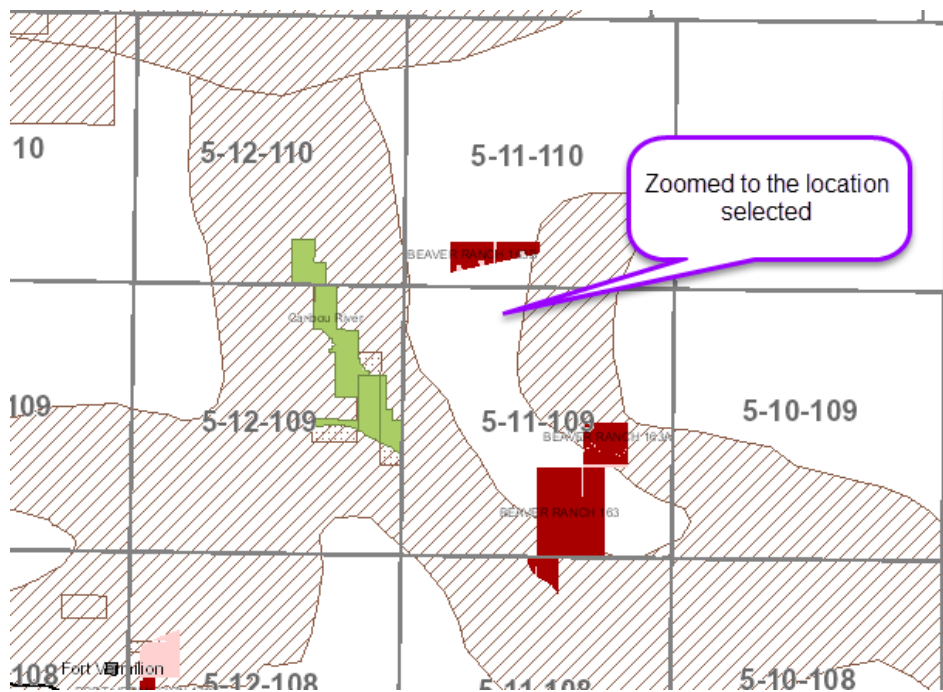 10
5-12-110
5-11-110
Zoomed to the location
selected
BEAVER RANCH
Caribou River
109
5-12-109
5-11-109
5-10-109
BEAVER RANCH 163A
BEAVER RANCH 163
108
Fort Vermilion
5-12-108
5-11-108
5-10-108